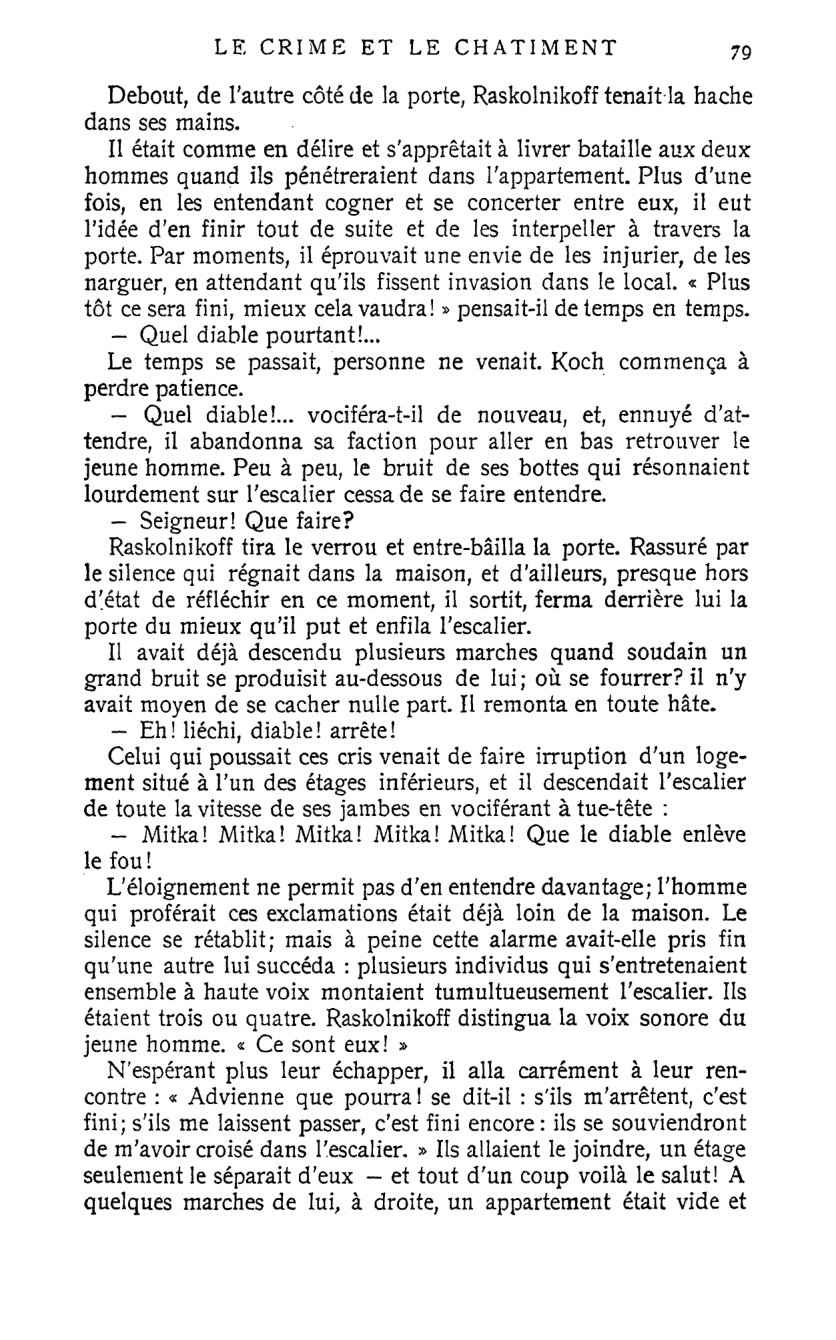 LE CRIME ET LE CHATIMENT 79
Debout, de l'autre côté de la porte, Raskolnikoff tenait la hache
dans ses mains.
Il était comme en délire et s'apprêtait à livrer bataille aux deux
hommes quand ils pénétreraient dans l'appartement. Plus d'une
fois, en les entendant cogner et se concerter entre eux, il eut
l'idée d'en finir tout de suite et de les interpeller à travers la
porte. Par moments, il éprouvait une envie de les injurier, de les
narguer, en attendant qu'ils fissent invasion dans le local. « Plus
tôt ce sera fini, mieux cela vaudra! » pensait-il de temps en temps.
— Quel diable pourtant!...
Le temps se passait, personne ne venait. Koch commença à
perdre patience.
— Quel diable!... vociféra-t-il de nouveau, et, ennuyé d'at-
tendre, il abandonna sa faction pour aller en bas retrouver le
jeune homme. Peu à peu, le bruit de ses bottes qui résonnaient
lourdement sur l'escalier cessa de se faire entendre.
— Seigneur! Que faire?
Raskolnikoff tira le verrou et entre-bâilla la porte. Rassuré par
le silence qui régnait dans la maison, et d'ailleurs, presque hors
d'état de réfléchir en ce moment, il sortit, ferma derrière lui la
porte du mieux qu'il put et enfila l'escalier.
Il avait déjà descendu plusieurs marches quand soudain un
grand bruit se produisit au-dessous de lui; où se fourrer? il n'y
avait moyen de se cacher nulle part. Il remonta en toute hâte.
— Eh! liéchi, diable! arrête!
Celui qui poussait ces cris venait de faire irruption d'un loge-
ment situé à l'un des étages inférieurs, et il descendait l'escalier
de toute la vitesse de ses jambes en vociférant à tue-tête :
— Mitka! Mitka! Mitka! Mitka! Mitka! Que le diable enlève
le fou!
L'éloignement ne permit pas d'en entendre davantage; l'homme
qui proférait ces exclamations était déjà loin de la maison. Le
silence se rétablit; mais à peine cette alarme avait-elle pris fin
qu'une autre lui succéda : plusieurs individus qui s'entretenaient
ensemble à haute voix montaient tumultueusement l'escalier. Ils
étaient trois ou quatre. Raskolnikoff distingua la voix sonore du
jeune homme. « Ce sont eux! »
N'espérant plus leur échapper, il alla carrément à leur ren-
contre : « Advienne que pourra! se dit-il : s'ils m'arrêtent, c'est
fini; s'ils me laissent passer, c'est fini encore : ils se souviendront
de m'avoir croisé dans l'escalier. » Ils allaient le joindre, un étage
seulement le séparait d'eux — et tout d'un coup voilà le salut! A
quelques marches de lui, à droite, un appartement était vide et